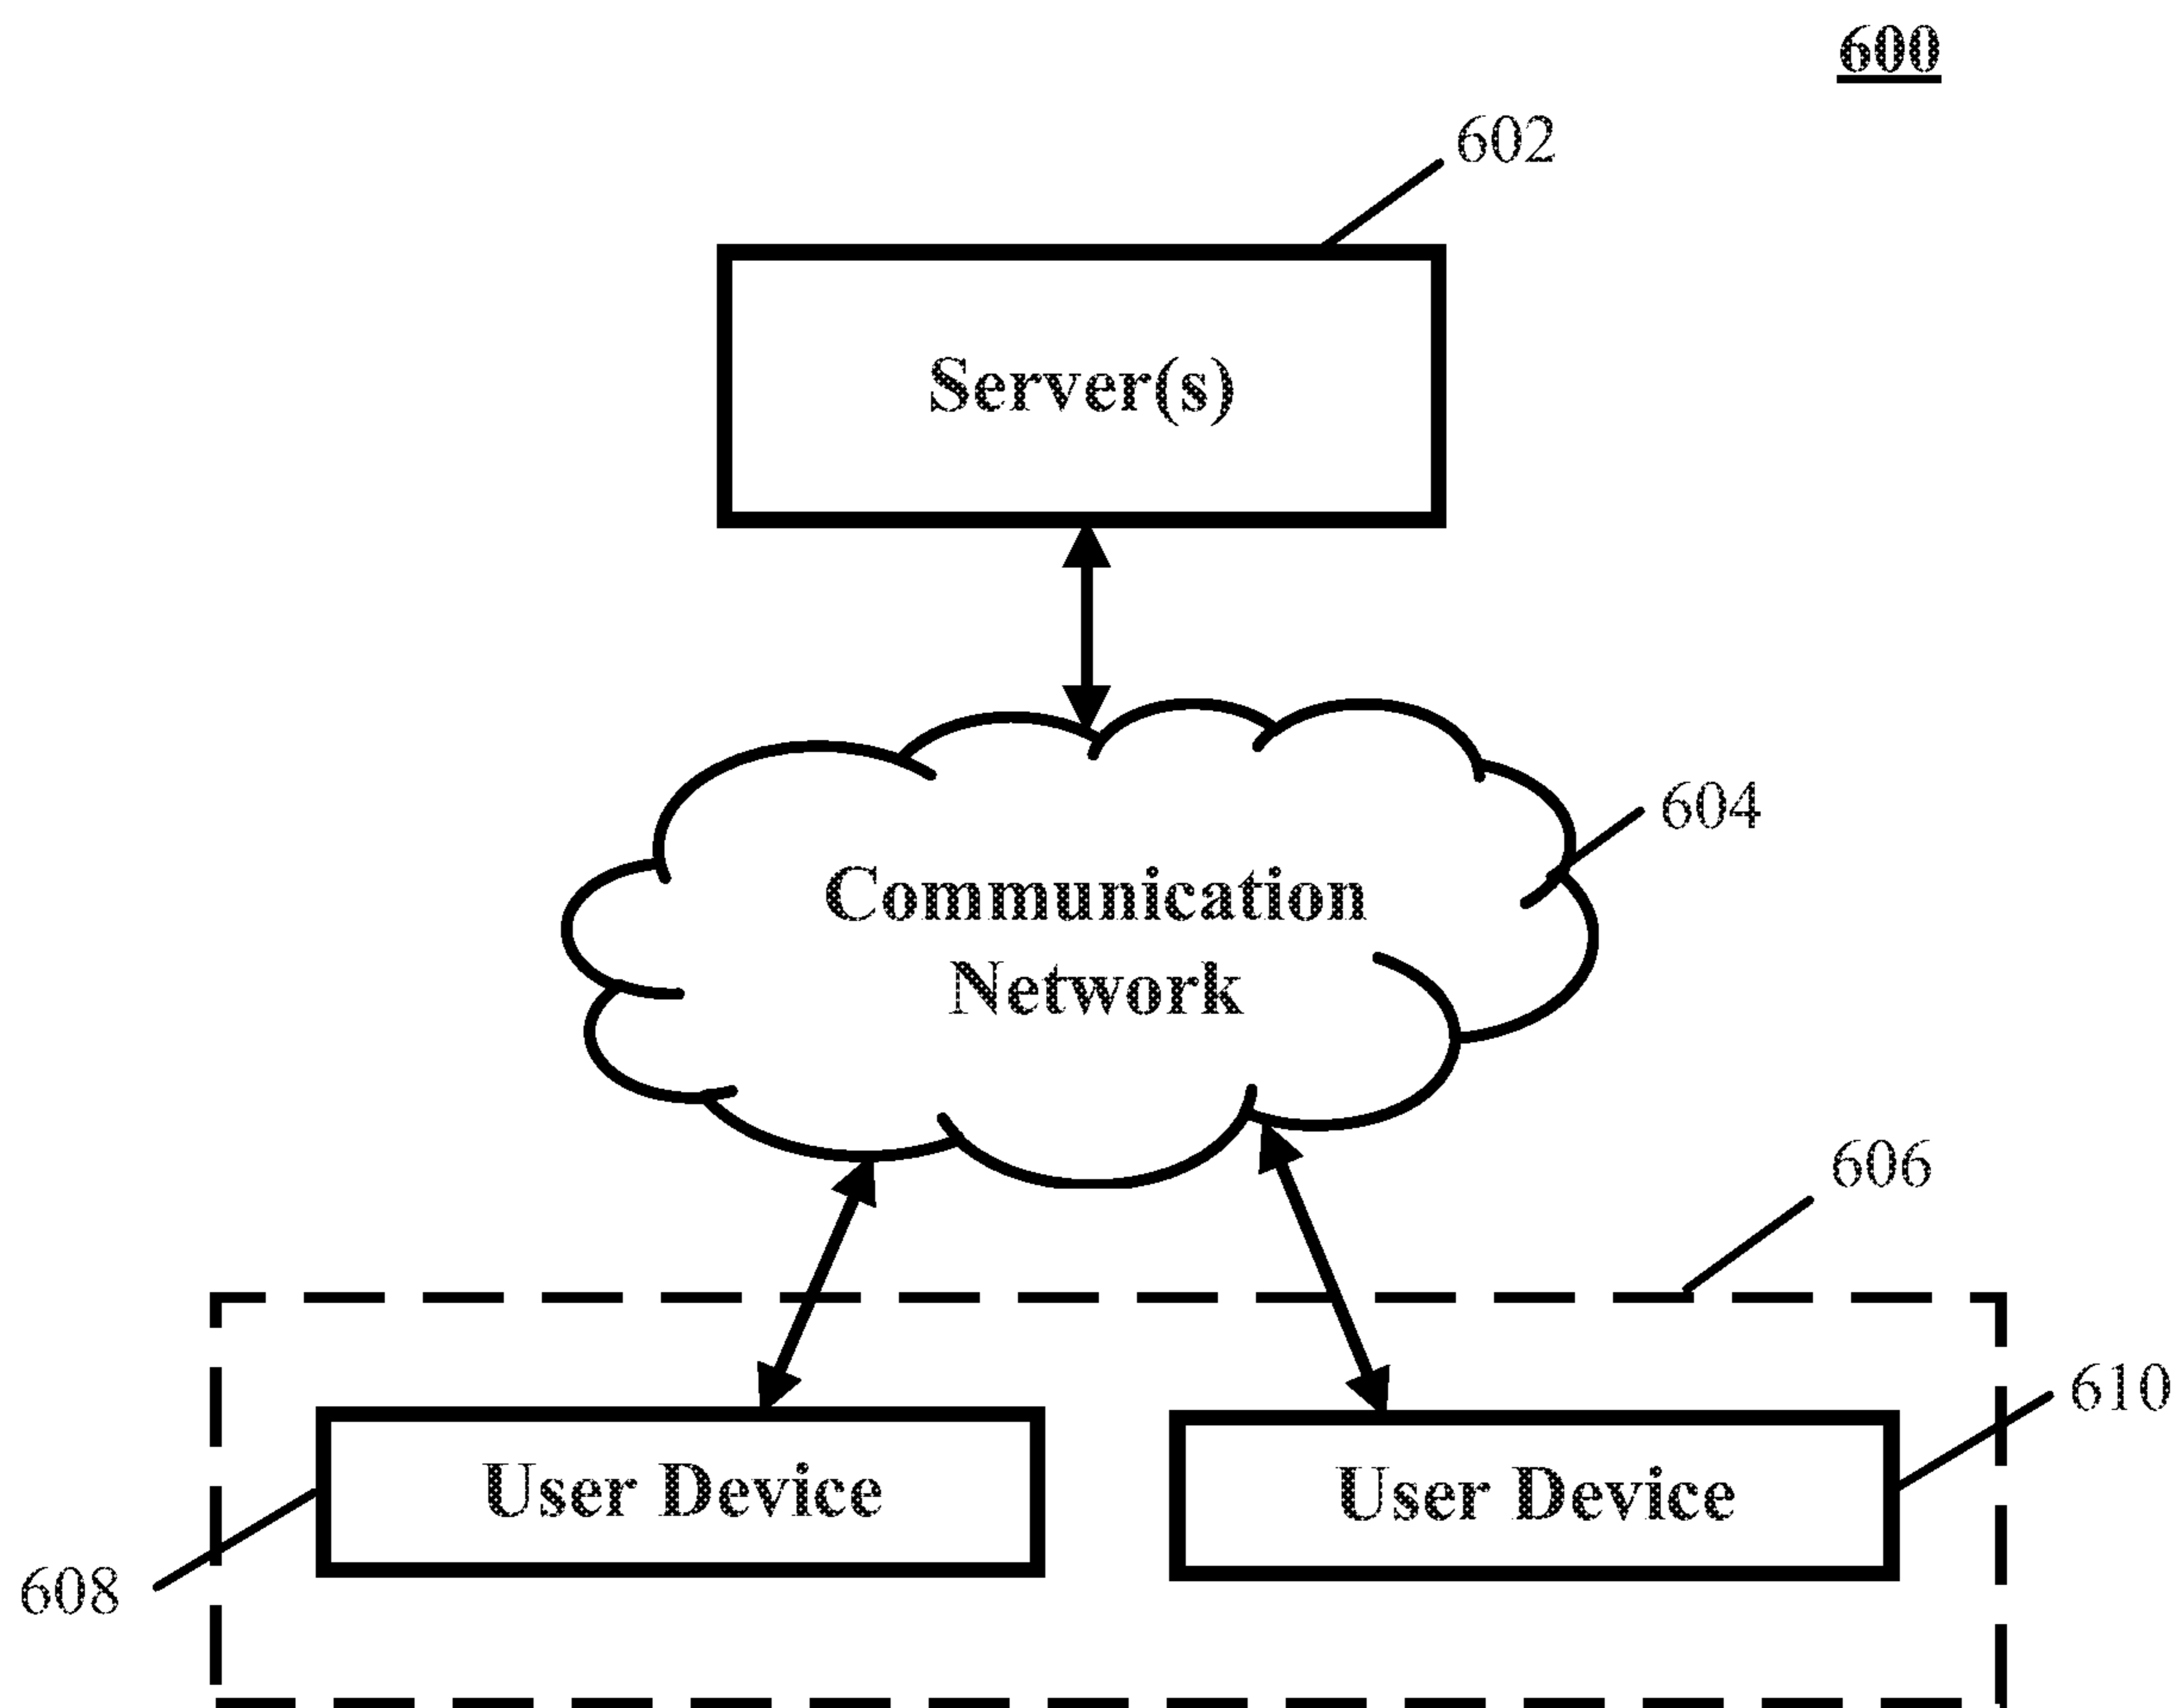 600
602
Server(s)
604
Communication
Network
606
610
User Device
User Device
608